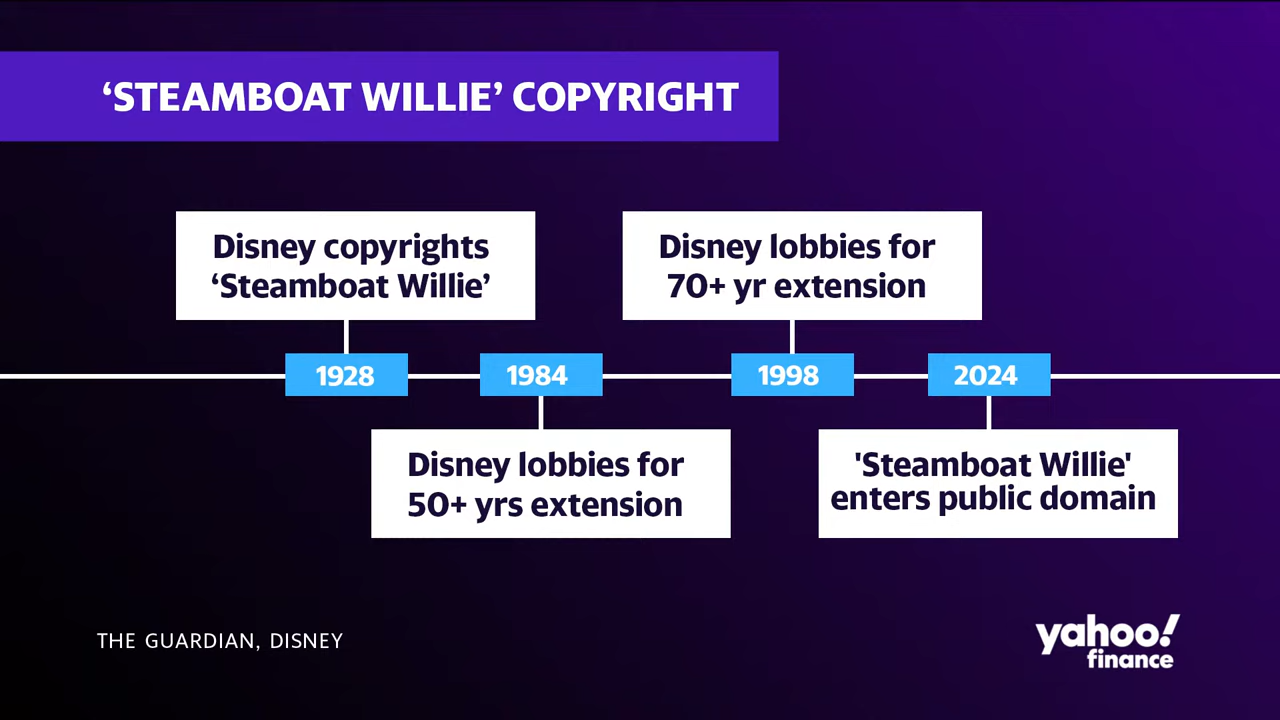 ‘STEAMBOAT WILLIE’ COPYRIGHT
Disney copyrights
‘Steamboat Willie’
Disney lobbies for
70+ yr extension
1928
1984
1998
2024
Disney lobbies for
50+ yrs extension
'Steamboat Willie'
enters public domain
THE GUARDIAN, DISNEY
yahoo!
finance